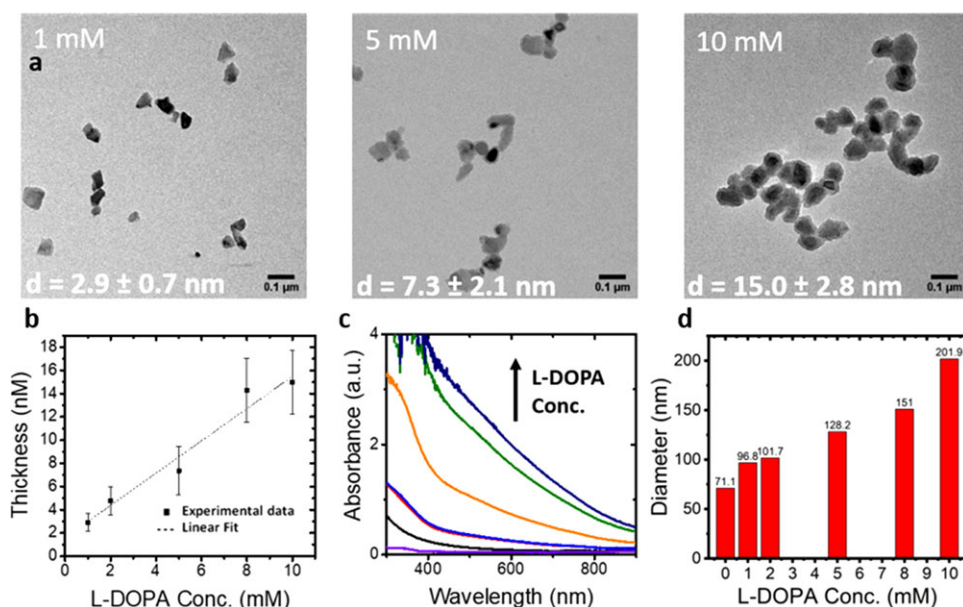 1 mM
5 mM
10 mM
a
d = 2.9 ± 0.7 nm
0.1 µm
d = 7.3 ± 2.1 nm
0.1 µm
d = 15.0 ± 2.8 nm
0.1 µm
b
18
16
14
12
10
8
6
4
2
0
Thickness (nM)
Experimental data
Linear Fit
0 2 4 6 8 10
L-DOPA Conc. (mM)
c
4
2
0
Absorbance (a.u.)
L-DOPA
Conc.
400 600 800
Wavelength (nm)
d
200
150
100
50
0
Diameter (nm)
71.1
96.8
101.7
128.2
151
201.9
0 1 2 3 4 5 6 7 8 9 10
L-DOPA Conc. (mM)